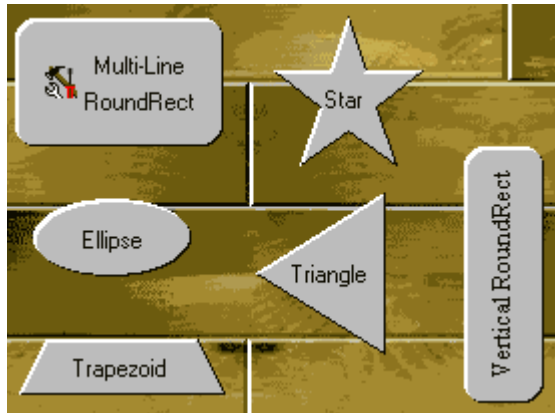 Multi-Line
RoundRect
Star
Ellipse
Triangle
Vertical RoundRect
Trapezoid